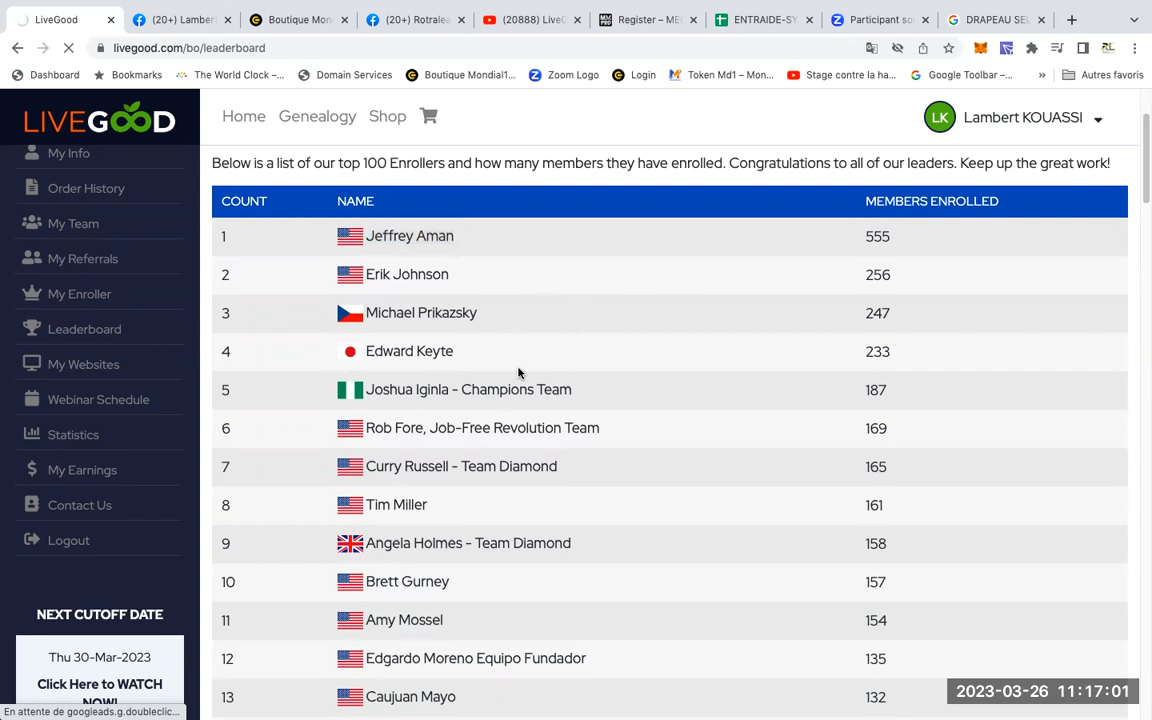 LiveGood
(20+) Lambert
Boutique Mon
(20+) Rotralea
(20888) LiveG
Register – ME
ENTRAIDE-SY
Participant so
DRAPEAU SEL
livegood.com/bo/leaderboard
Dashboard
Bookmarks
The World Clock –...
Domain Services
Boutique Mondial1...
Zoom Logo
Login
Token Md1 – Mon...
Stage contre la ha...
Google Toolbar –...
»
Autres favoris
LIVEGOOD
Home
Genealogy
Shop
LK
Lambert KOUASSI
My Info
Order History
My Team
My Referrals
My Enroller
Leaderboard
My Websites
Webinar Schedule
Statistics
My Earnings
Contact Us
Logout
NEXT CUTOFF DATE
Thu 30-Mar-2023
Click Here to WATCH
NOW!
En attente de googleads.g.doubleclic...
Below is a list of our top 100 Enrollers and how many members they have enrolled. Congratulations to all of our leaders. Keep up the great work!
COUNT NAME MEMBERS ENROLLED
1 Jeffrey Aman 555
2 Erik Johnson 256
3 Michael Prikazsky 247
4 Edward Keyte 233
5 Joshua Iginla - Champions Team 187
6 Rob Fore, Job-Free Revolution Team 169
7 Curry Russell - Team Diamond 165
8 Tim Miller 161
9 Angela Holmes - Team Diamond 158
10 Brett Gurney 157
11 Amy Mossel 154
12 Edgardo Moreno Equipo Fundador 135
13 Caujuan Mayo 132
2023-03-26 11:17:01